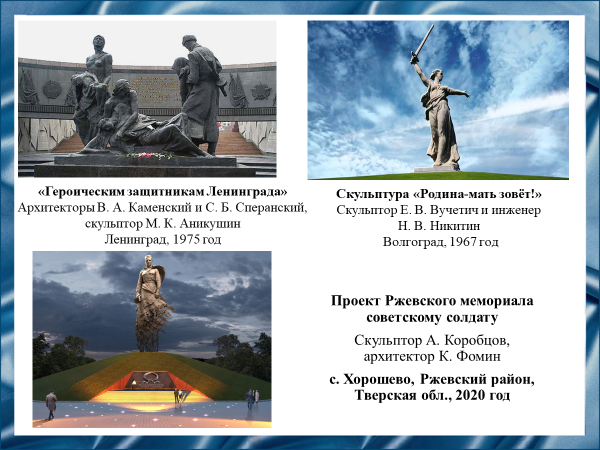 «Героическим защитникам Ленинграда»
Архитекторы В. А. Каменский и С. Б. Сперанский,
скульптор М. К. Аникушин
Ленинград, 1975 год
Скульптура «Родина-мать зовёт!»
Скульптор Е. В. Вучетич и инженер
Н. В. Никитин
Волгоград, 1967 год
Проект Ржевского мемориала
советскому солдату
Скульптор А. Коробцов,
архитектор К. Фомин
с. Хорошево, Ржевский район,
Тверская обл., 2020 год